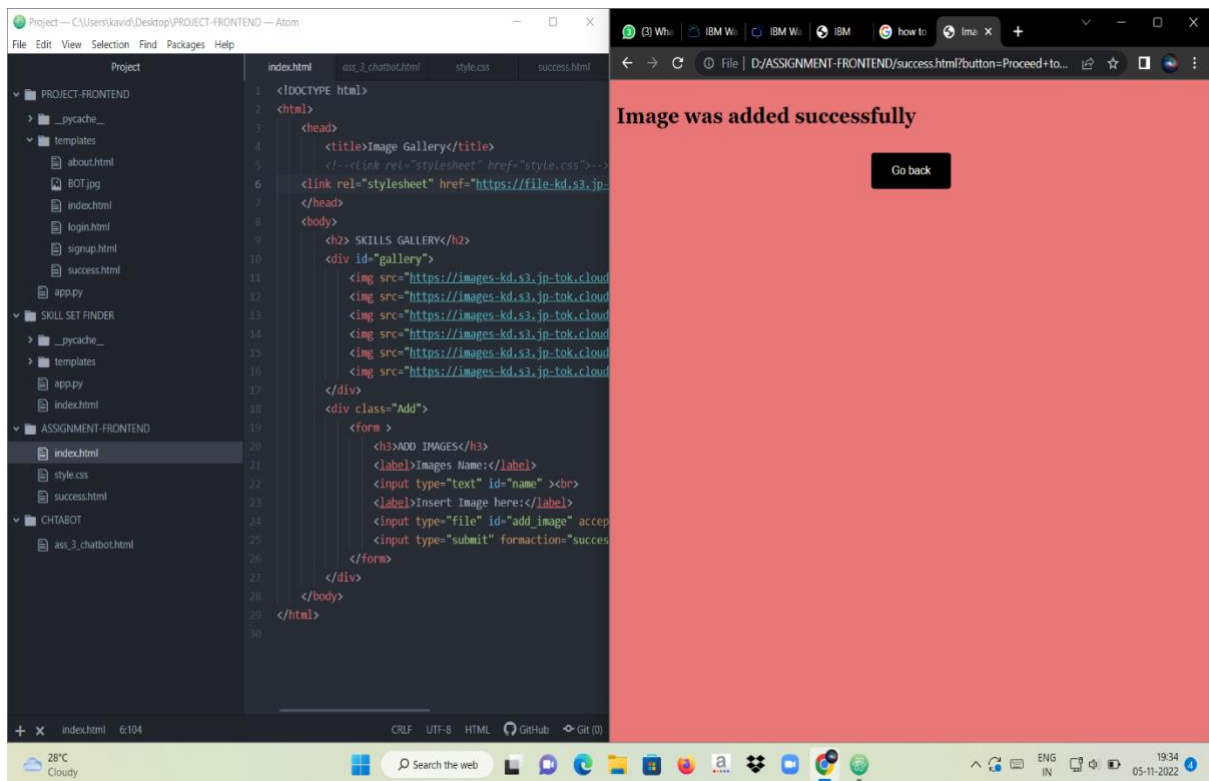 Project — C:\Users\kavid\Desktop\PROJECT-FRONTEND — Atom
File Edit View Selection Find Packages Help
Project
PROJECT-FRONTEND
__pycache__
templates
about.html
BOT.jpg
index.html
login.html
signup.html
success.html
app.py
SKILL SET FINDER
__pycache__
templates
app.py
index.html
ASSIGNMENT-FRONTEND
index.html
style.css
success.html
CHTABOT
ass_3_chatbot.html
index.html ass_3_chatbot.html style.css success.html
1 <!DOCTYPE html>
2 <html>
3 <head>
4 <title>Image Gallery</title>
5 <!--<link rel="stylesheet" href="style.css">-->
6 <link rel="stylesheet" href="https://file-kd.s3.jp-
7 </head>
8 <body>
9 <h2> SKILLS GALLERY</h2>
10 <div id="gallery">
11 <img src="https://images-kd.s3.jp-tok.cloud
12 <img src="https://images-kd.s3.jp-tok.cloud
13 <img src="https://images-kd.s3.jp-tok.cloud
14 <img src="https://images-kd.s3.jp-tok.cloud
15 <img src="https://images-kd.s3.jp-tok.cloud
16 <img src="https://images-kd.s3.jp-tok.cloud
17 </div>
18 <div class="Add">
19 <form >
20 <h3>ADD IMAGES</h3>
21 <label>Images Name:</label>
22 <input type="text" id="name" ><br>
23 <label>Insert Image here:</label>
24 <input type="file" id="add_image" accep
25 <input type="submit" formaction="succes
26 </form>
27 </div>
28 </body>
29 </html>
30
index.html 6:104 CRLF UTF-8 HTML GitHub Git (0)
(3) Wha IBM Wa IBM Wa IBM how to Ima
File D:/ASSIGNMENT-FRONTEND/success.html?button=Proceed+to...
Image was added successfully
Go back
28°C
Cloudy
Search the web
ENG
IN
19:34
05-11-2022
4